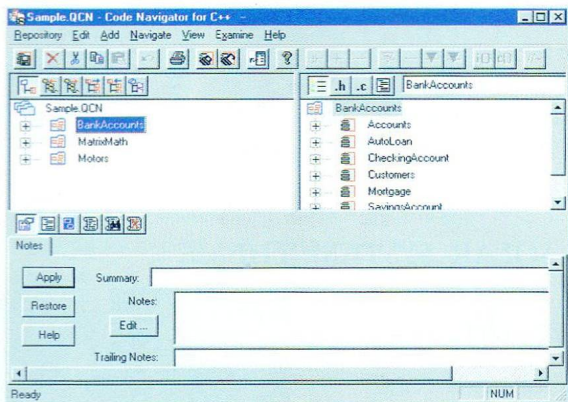 Sample.QCN - Code Navigator for C++ -
Repository Edit Add Navigate View Examine Help
.h .c BankAccounts
Sample.QCN
BankAccounts
MatrixMath
Motors
BankAccounts
Accounts
AutoLoan
CheckingAccount
Customers
Mortgage
SavingsAccount
Notes
Apply
Summary:
Restore
Notes:
Edit ...
Help
Trailing Notes:
Ready
NUM